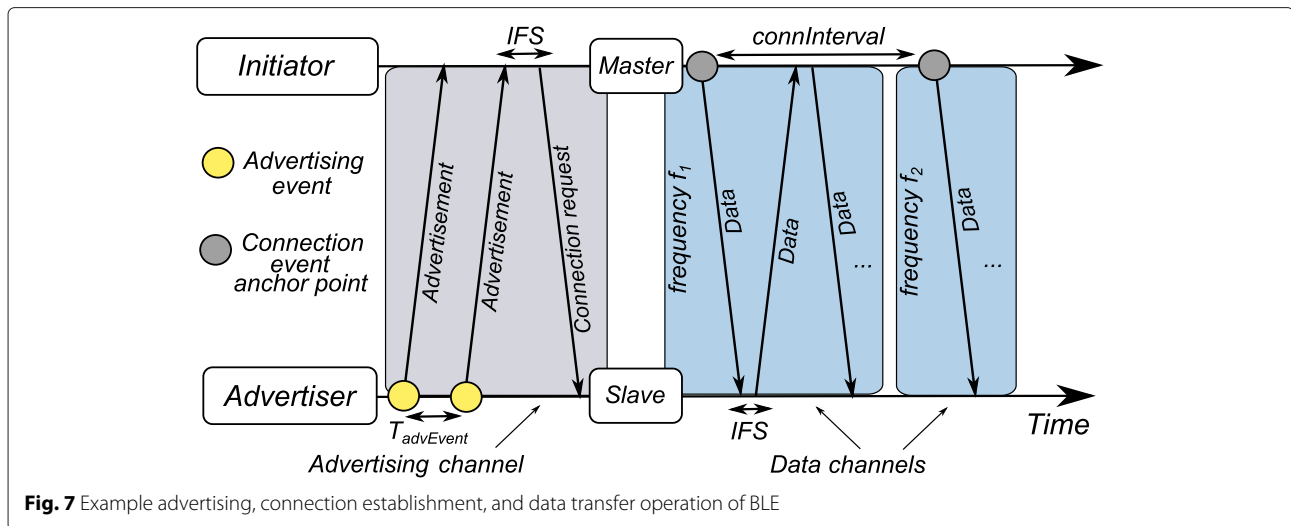 IFS
connInterval
Initiator
Master
Advertising
event
Connection
event
anchor point
Advertisement
Advertisement
Connection request
frequency f1
Data
Data
Data
...
frequency f2
Data
...
Advertiser
Slave
TadvEvent
IFS
Time
Advertising channel
Data channels
Fig. 7 Example advertising, connection establishment, and data transfer operation of BLE